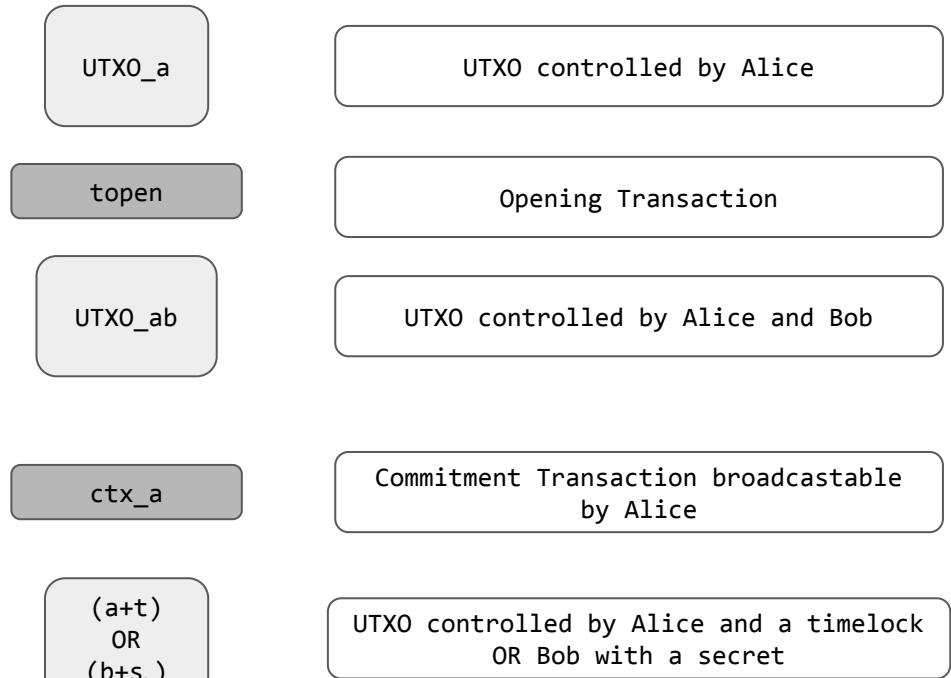 UTXO_a
UTXO controlled by Alice
topen
Opening Transaction
UTXO_ab
UTXO controlled by Alice and Bob
ctx_a
Commitment Transaction broadcastable
by Alice
(a+t)
OR
UTXO controlled by Alice and a timelock
OR Bob with a secret